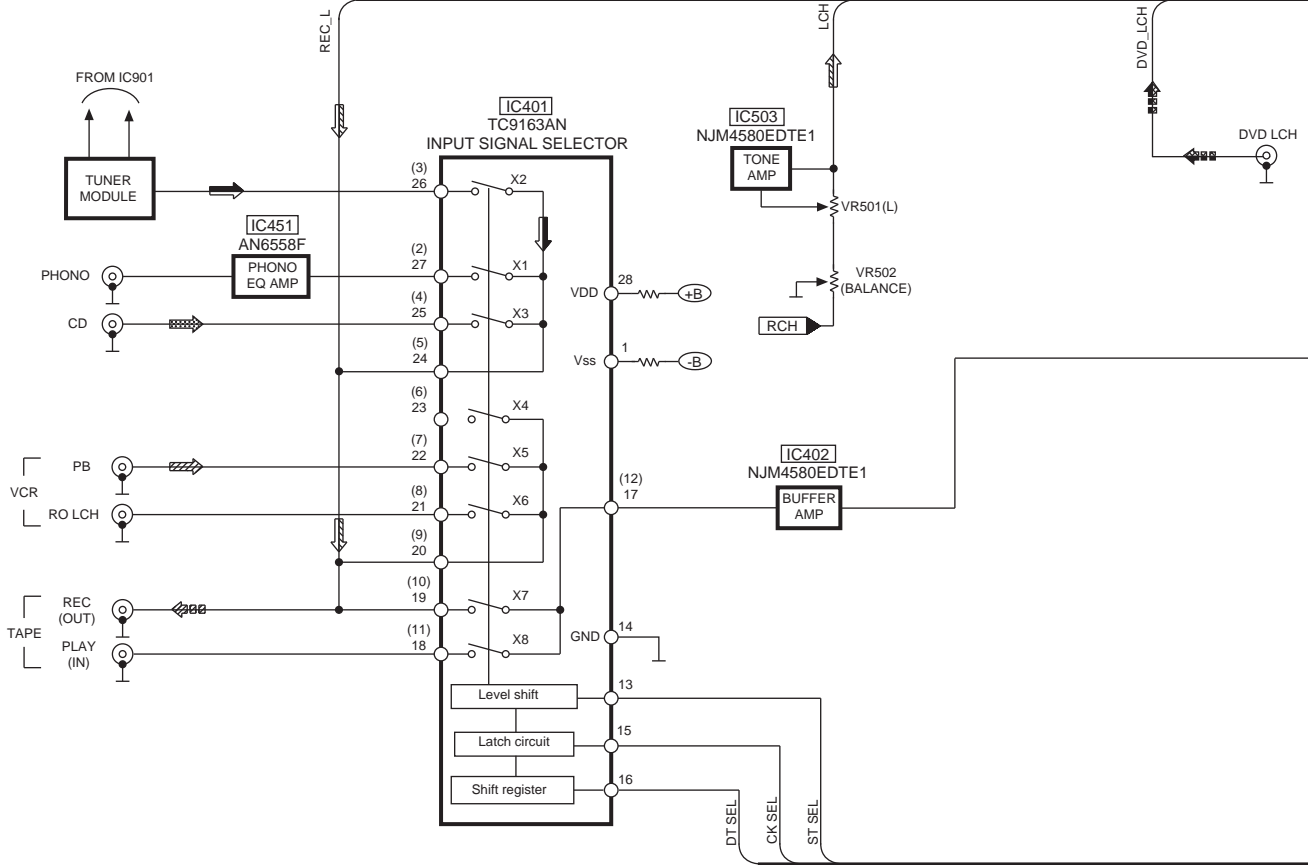 REC_L
LCH
DVD_LCH
FROM IC901
TUNER
MODULE
IC401
TC9163AN
INPUT SIGNAL SELECTOR
IC503
NJM4580EDTE1
TONE
AMP
VR501(L)
VR502
(BALANCE)
RCH
DVD LCH
(3)
26
X2
IC451
AN6558F
PHONO
EQ AMP
PHONO
(2)
27
X1
CD
(4)
25
X3
(5)
24
(6)
23
X4
VDD
28
+B
Vss
1
-B
VCR
PB
(7)
22
X5
RO LCH
(8)
21
X6
(9)
20
(12)
17
IC402
NJM4580EDTE1
BUFFER
AMP
TAPE
REC
(OUT)
(10)
19
X7
PLAY
(IN)
(11)
18
X8
GND
14
Level shift
13
Latch circuit
15
Shift register
16
DT SEL
CK SEL
ST SEL